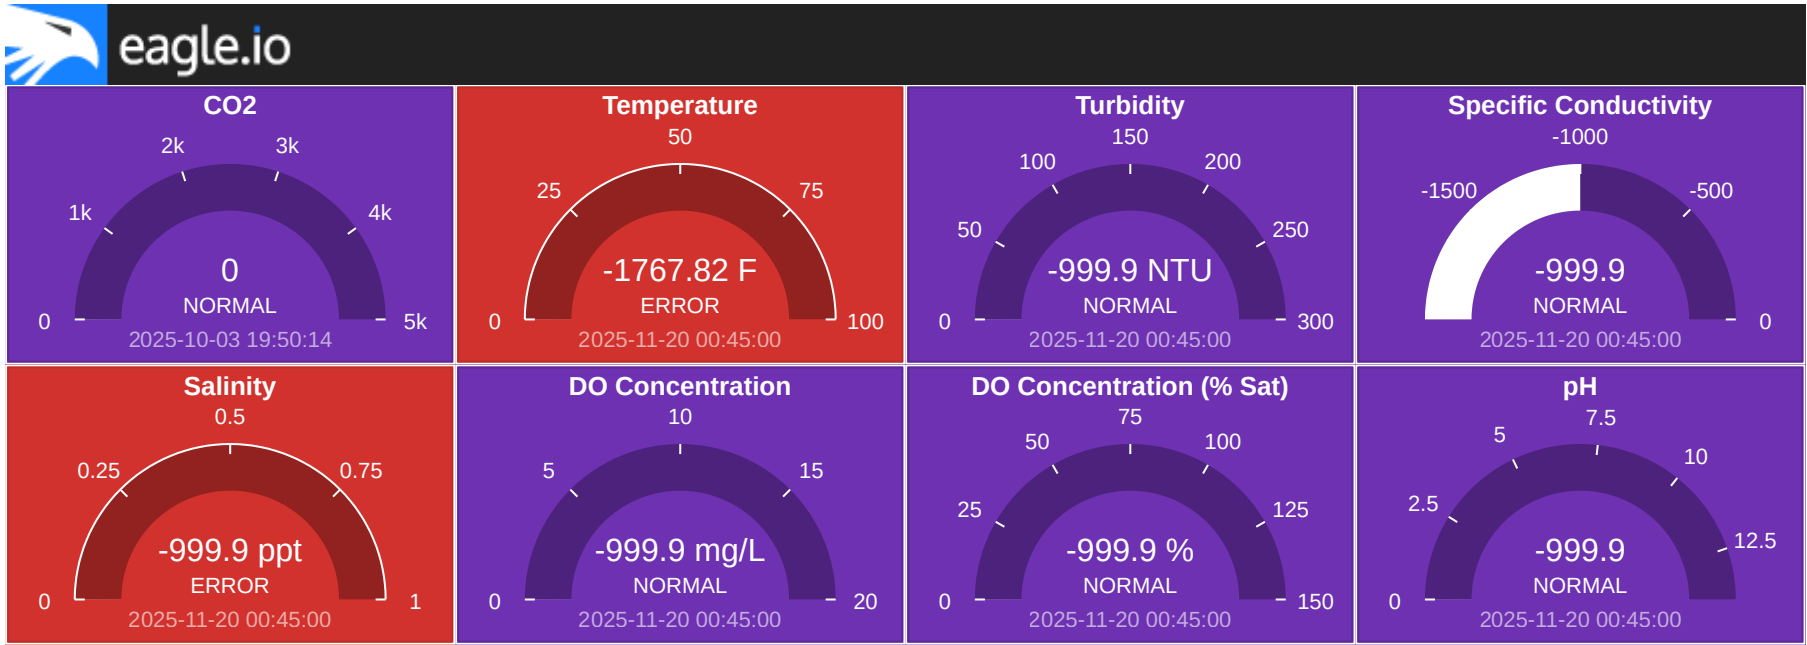 eagle.io
CO2
2k
3k
1k
4k
0
NORMAL
0
5k
2025-10-03 19:50:14
Temperature
50
25
75
-1767.82 F
ERROR
0
100
2025-11-20 00:45:00
Turbidity
150
100
200
50
250
-999.9 NTU
NORMAL
0
300
2025-11-20 00:45:00
Specific Conductivity
-1000
-1500
-500
-999.9
NORMAL
0
2025-11-20 00:45:00
Salinity
0.5
0.25
0.75
-999.9 ppt
ERROR
0
1
2025-11-20 00:45:00
DO Concentration
10
5
15
-999.9 mg/L
NORMAL
0
20
2025-11-20 00:45:00
DO Concentration (% Sat)
75
50
100
25
125
-999.9 %
NORMAL
0
150
2025-11-20 00:45:00
pH
7.5
5
10
2.5
12.5
-999.9
NORMAL
0
2025-11-20 00:45:00